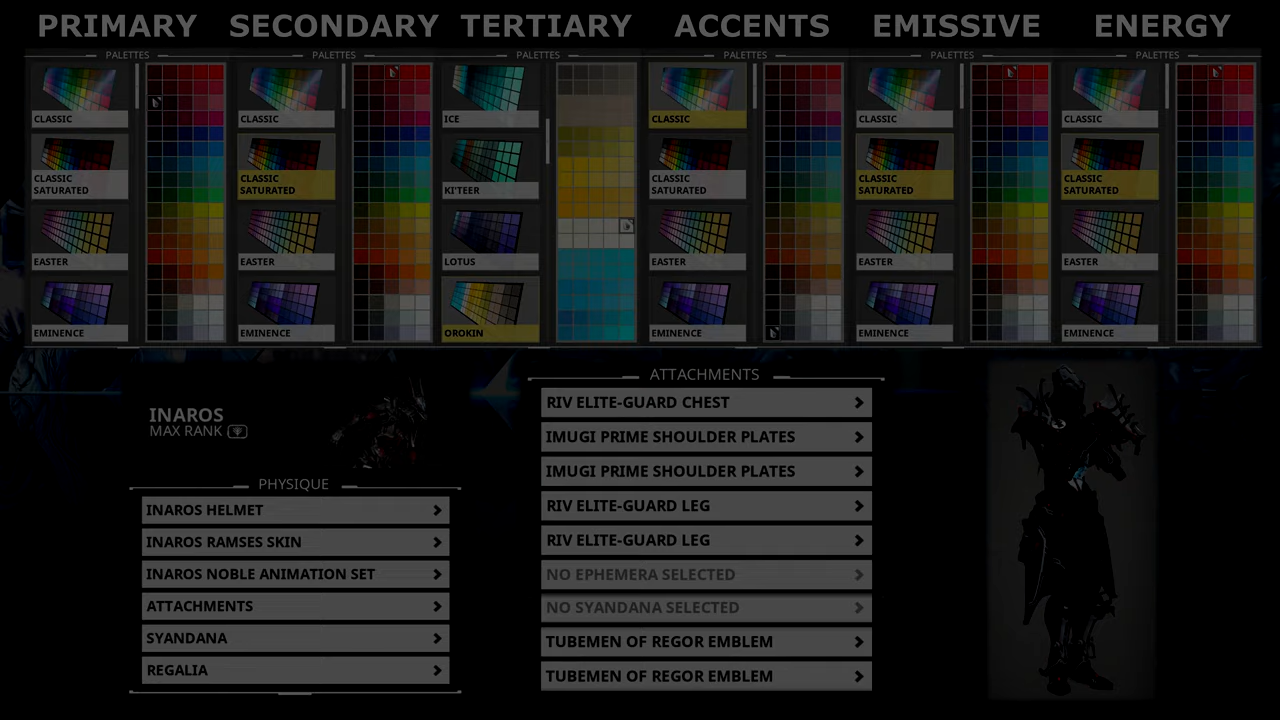 PRIMARY SECONDARY TERTIARY ACCENTS EMISSIVE ENERGY
PALETTES PALETTES PALETTES PALETTES PALETTES PALETTES
CLASSIC CLASSIC ICE CLASSIC CLASSIC CLASSIC
CLASSIC SATURATED CLASSIC SATURATED KI'TEER CLASSIC SATURATED CLASSIC SATURATED CLASSIC SATURATED
EASTER EASTER LOTUS EASTER EASTER EASTER
EMINENCE EMINENCE OROKIN EMINENCE EMINENCE EMINENCE
INAROS
MAX RANK
PHYSIQUE
INAROS HELMET
INAROS RAMSES SKIN
INAROS NOBLE ANIMATION SET
ATTACHMENTS
SYANDANA
REGALIA
ATTACHMENTS
RIV ELITE-GUARD CHEST
IMUGI PRIME SHOULDER PLATES
IMUGI PRIME SHOULDER PLATES
RIV ELITE-GUARD LEG
RIV ELITE-GUARD LEG
NO EPHEMERA SELECTED
NO SYANDANA SELECTED
TUBEMEN OF REGOR EMBLEM
TUBEMEN OF REGOR EMBLEM